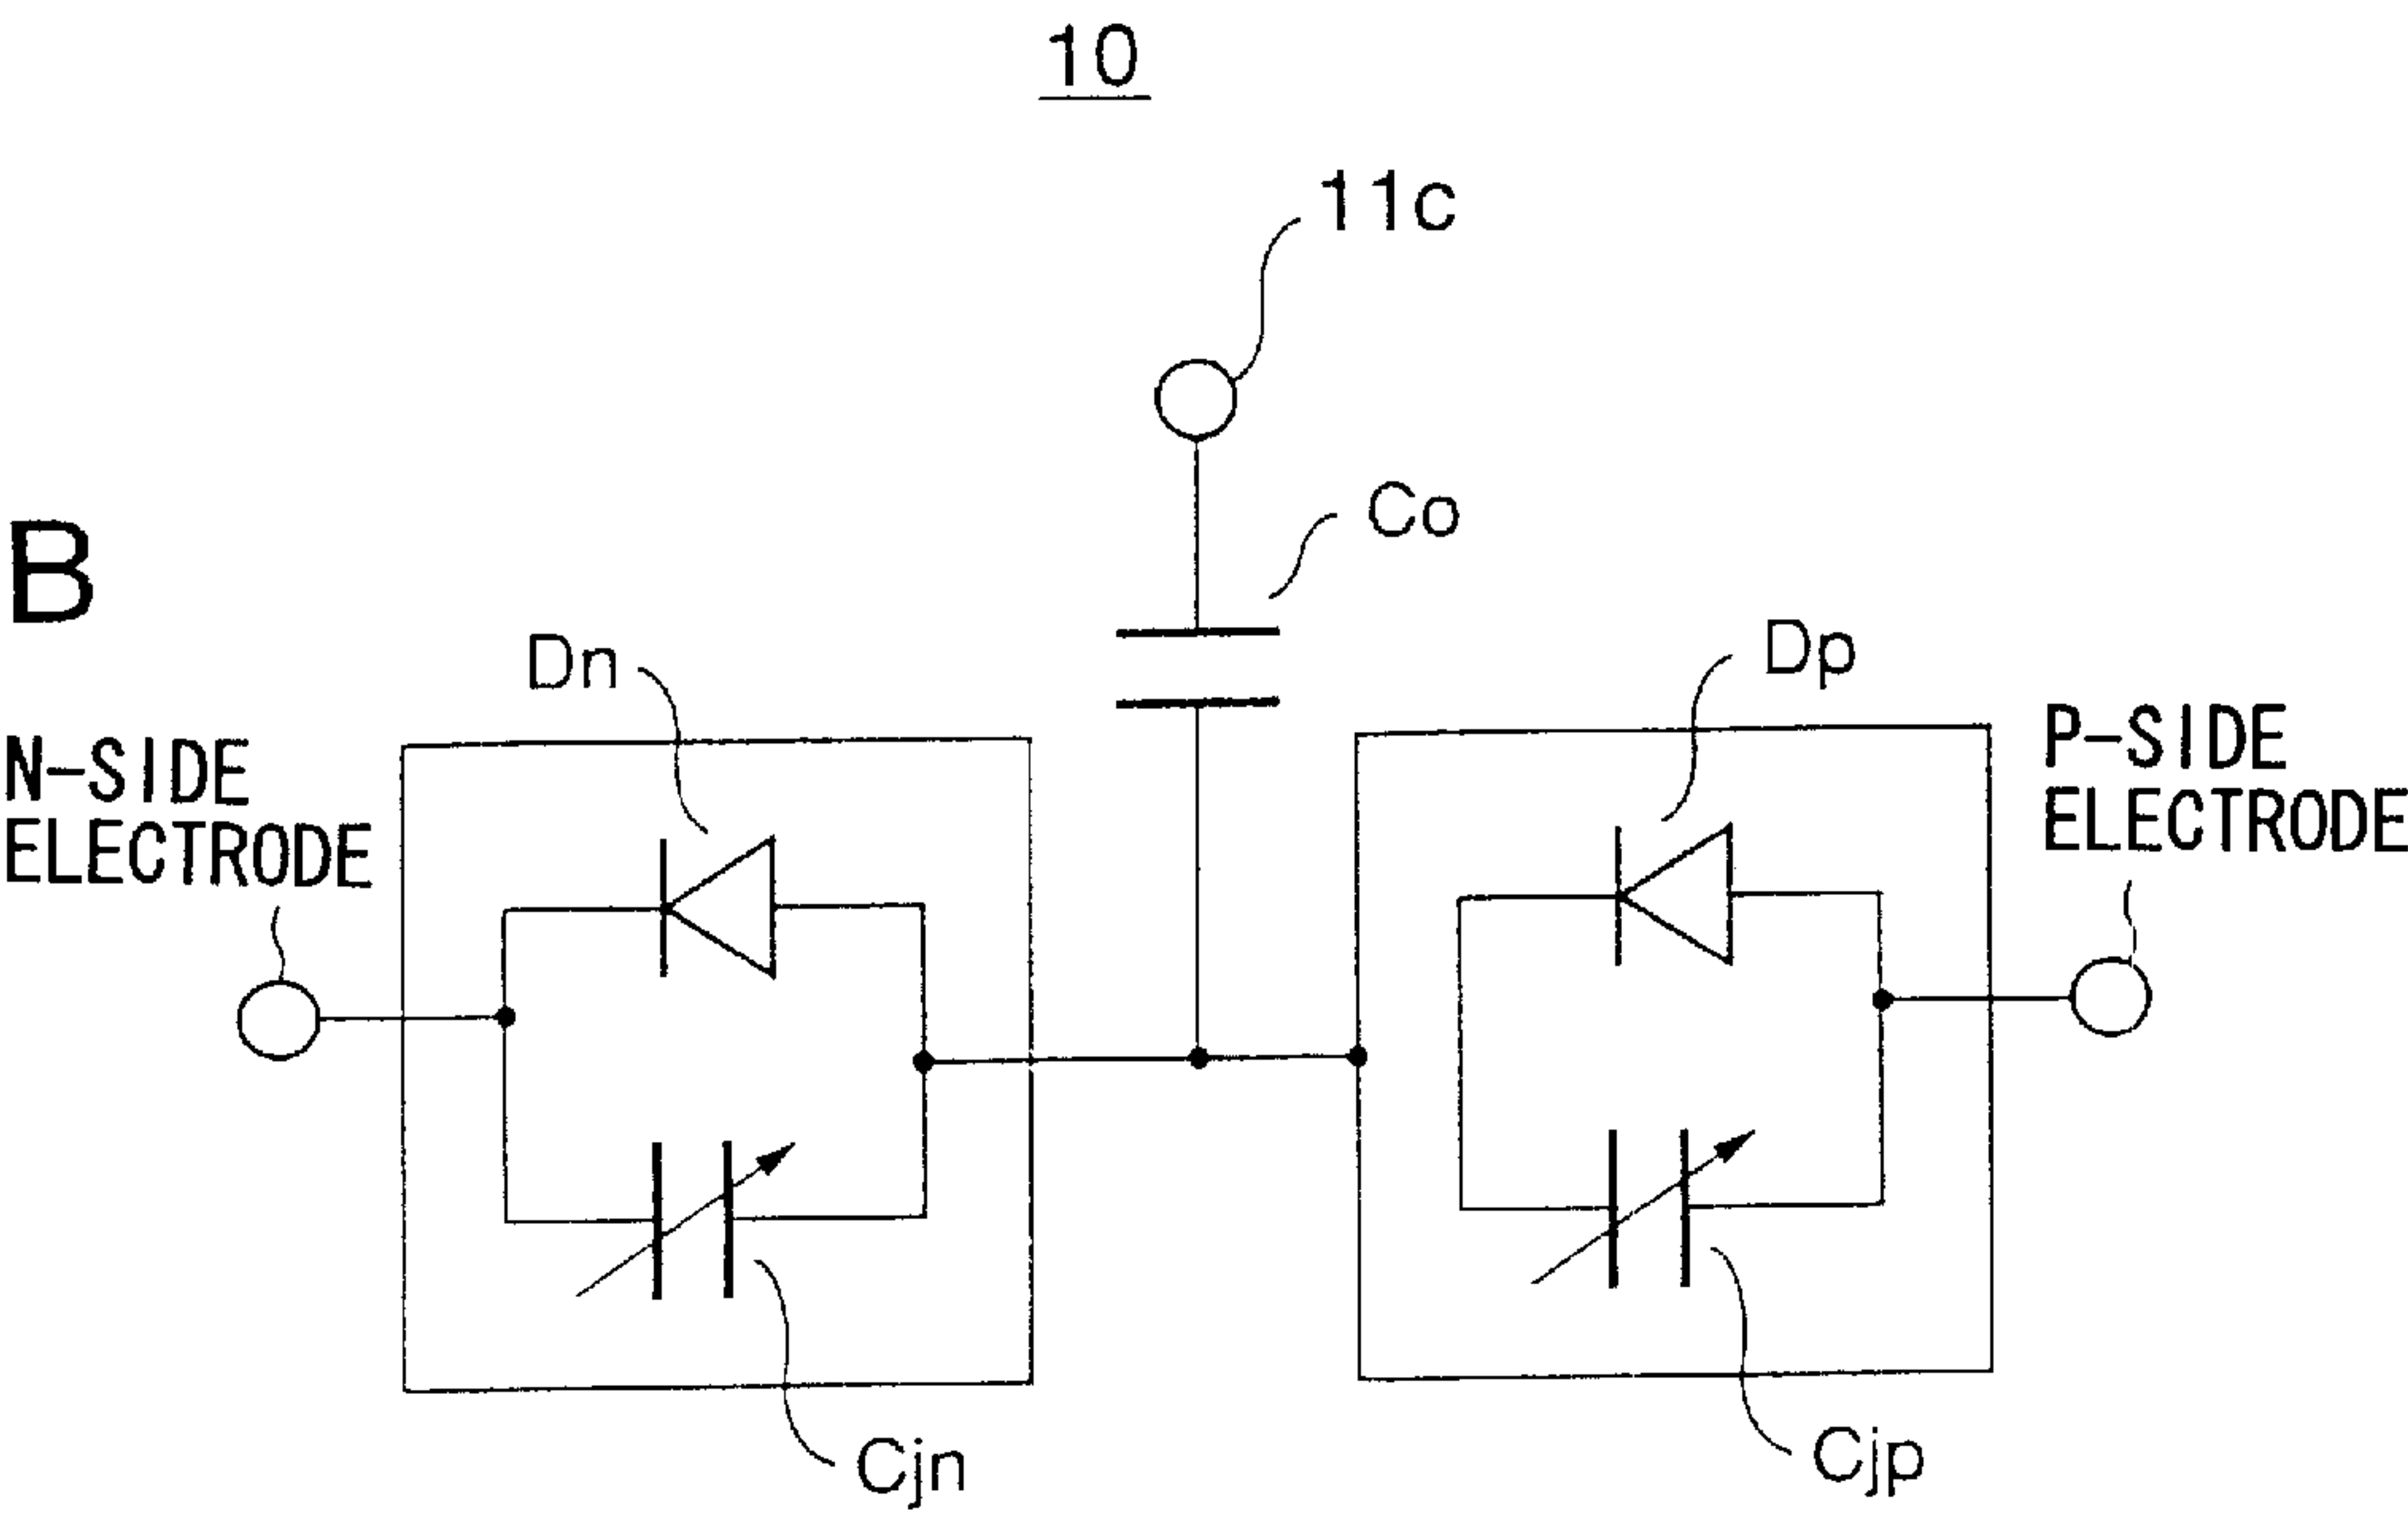 10
11c
Co
B
Dn
Dp
N-SIDE
ELECTRODE
P-SIDE
ELECTRODE
Cjn
Cjp